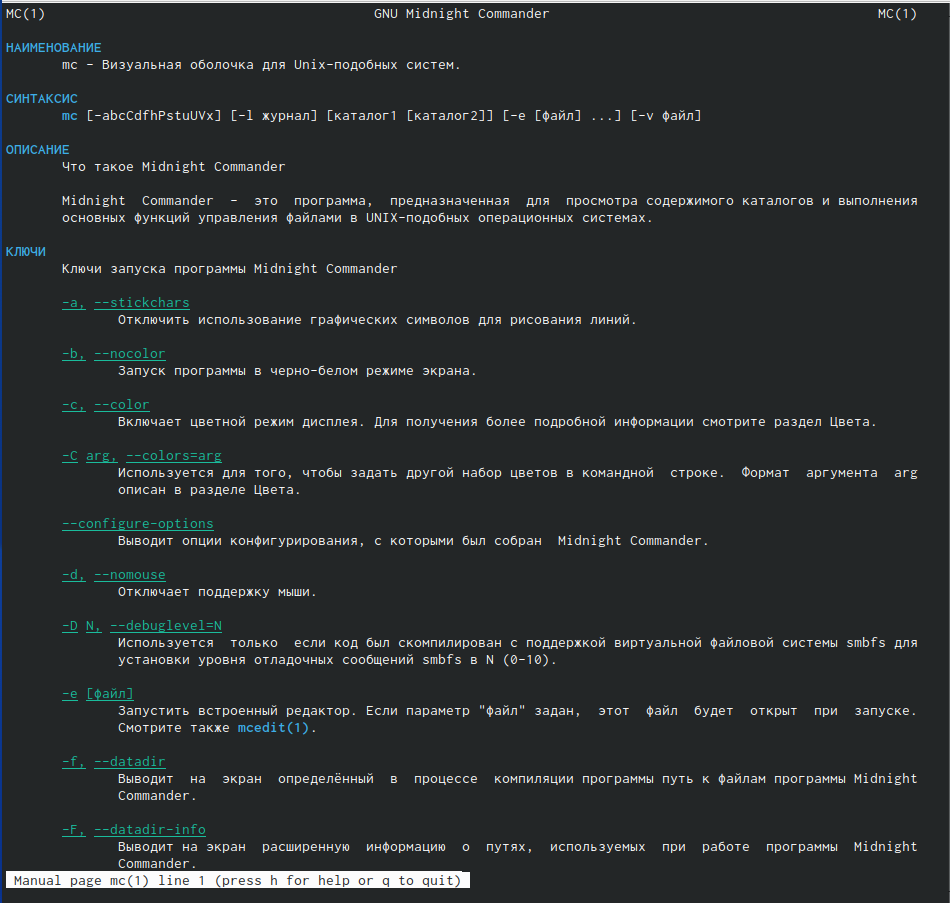 MC(1) GNU Midnight Commander MC(1)
НАИМЕНОВАНИЕ
mc - Визуальная оболочка для Unix-подобных систем.
СИНТАКСИС
mc [-abcCdfhPstuUVx] [-l журнал] [каталог1 [каталог2]] [-e [файл] ...] [-v файл]
ОПИСАНИЕ
Что такое Midnight Commander
Midnight Commander - это программа, предназначенная для просмотра содержимого каталогов и выполнения
основных функций управления файлами в UNIX-подобных операционных системах.
КЛЮЧИ
Ключи запуска программы Midnight Commander
-a, --stickchars
Отключить использование графических символов для рисования линий.
-b, --nocolor
Запуск программы в черно-белом режиме экрана.
-c, --color
Включает цветной режим дисплея. Для получения более подробной информации смотрите раздел Цвета.
-C arg, --colors=arg
Используется для того, чтобы задать другой набор цветов в командной строке. Формат аргумента arg
описан в разделе Цвета.
--configure-options
Выводит опции конфигурирования, с которыми был собран Midnight Commander.
-d, --nomouse
Отключает поддержку мыши.
-D N, --debuglevel=N
Используется только если код был скомпилирован с поддержкой виртуальной файловой системы smbfs для
установки уровня отладочных сообщений smbfs в N (0-10).
-e [файл]
Запустить встроенный редактор. Если параметр "файл" задан, этот файл будет открыт при запуске.
Смотрите также mcedit(1).
-f, --datadir
Выводит на экран определённый в процессе компиляции программы путь к файлам программы Midnight
Commander.
-F, --datadir-info
Выводит на экран расширенную информацию о путях, используемых при работе программы Midnight
Commander.
Manual page mc(1) line 1 (press h for help or q to quit)